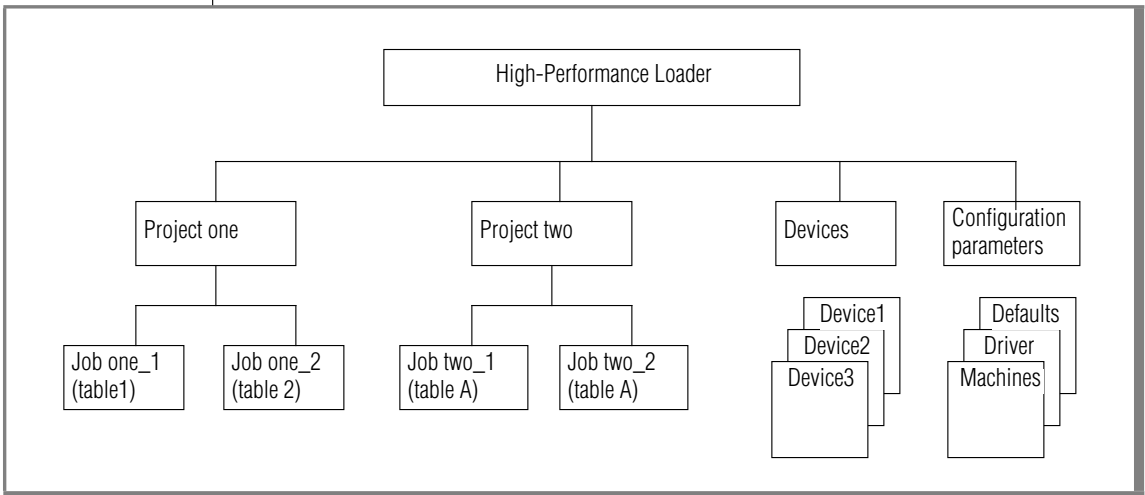 High-Performance Loader
Project one
Project two
Devices
Configuration
parameters
Job one_1
(table1)
Job one_2
(table 2)
Job two_1
(table A)
Job two_2
(table A)
Device1
Device2
Device3
Defaults
Driver
Machines